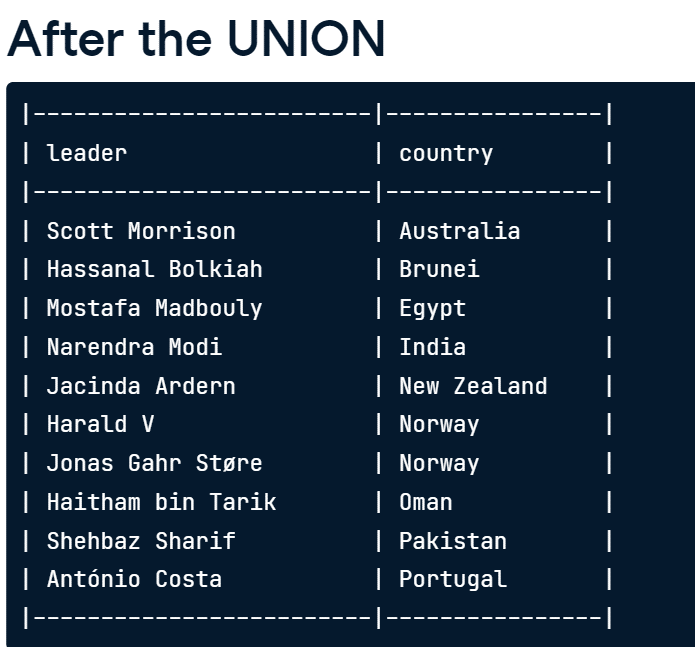 After the UNION
|-------------------------|----------------|
| leader                  | country        |
|-------------------------|----------------|
| Scott Morrison          | Australia      |
| Hassanal Bolkiah        | Brunei         |
| Mostafa Madbouly        | Egypt          |
| Narendra Modi           | India          |
| Jacinda Ardern          | New Zealand    |
| Harald V                | Norway         |
| Jonas Gahr Støre        | Norway         |
| Haitham bin Tarik       | Oman           |
| Shehbaz Sharif          | Pakistan       |
| António Costa           | Portugal       |
|-------------------------|----------------|